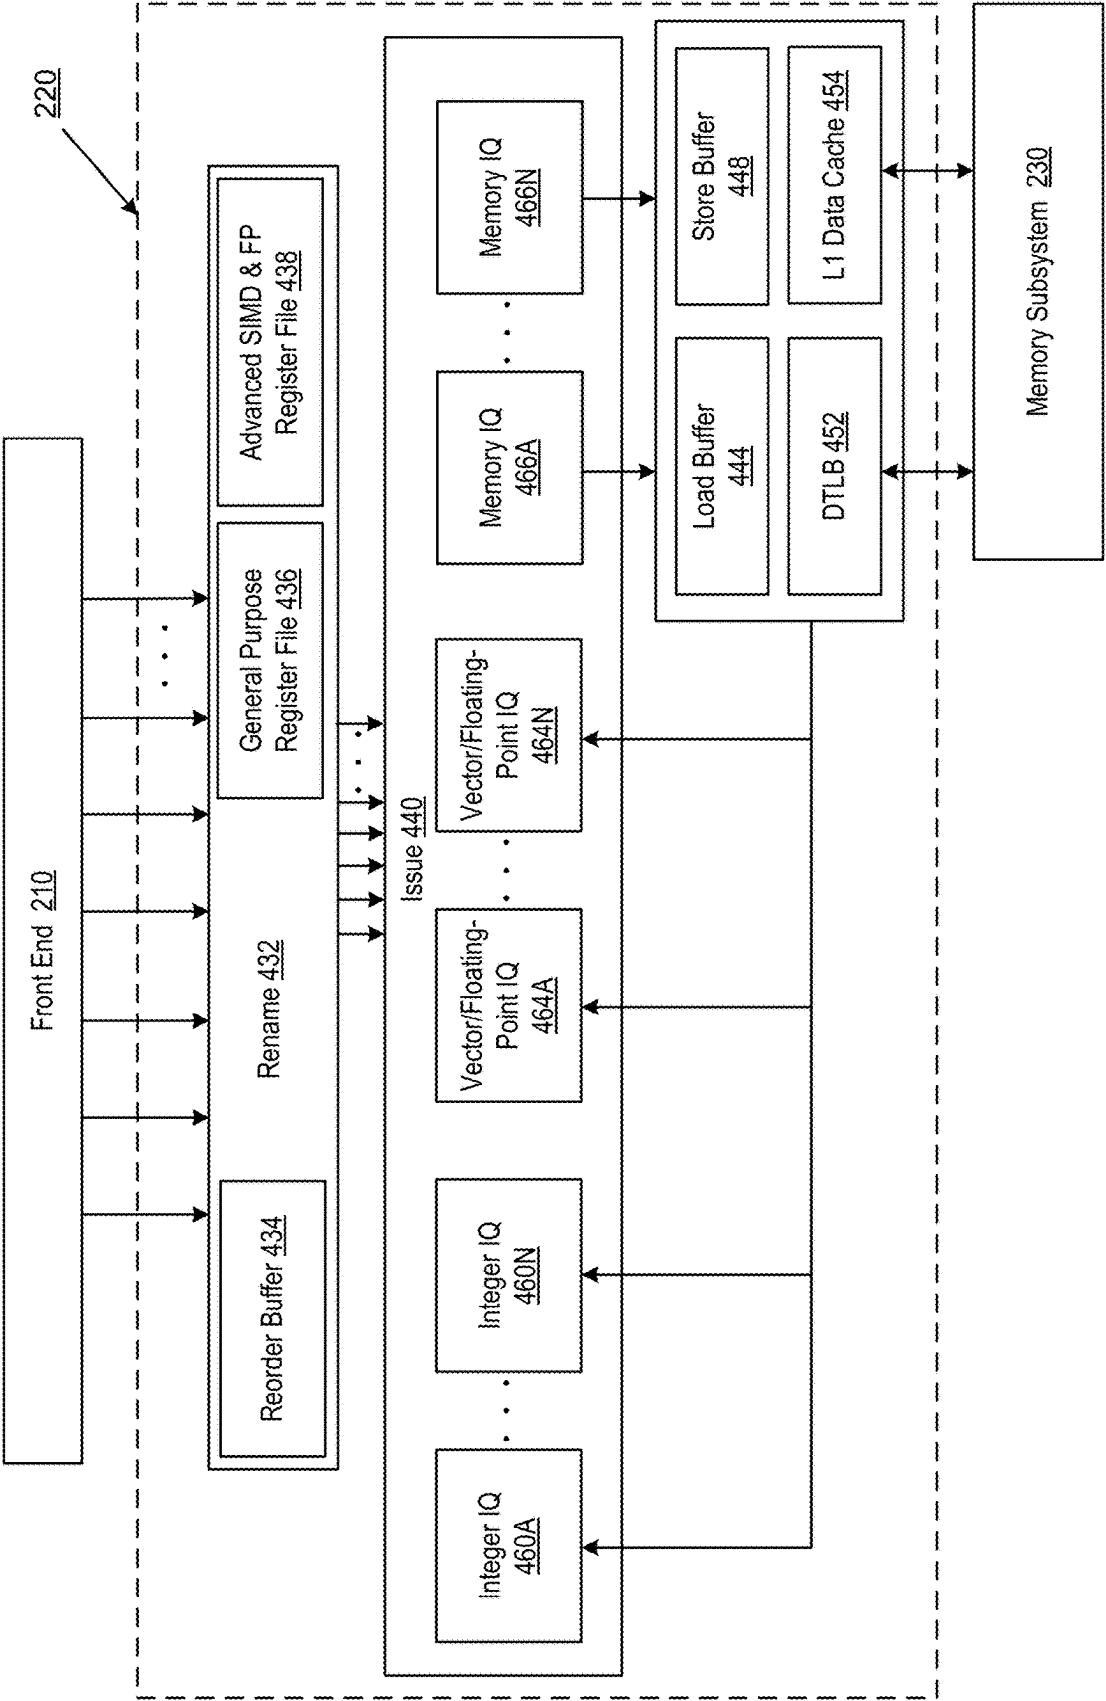 220
Front End 210
Reorder Buffer 434
Rename 432
General Purpose
Register File 436
Advanced SIMD & FP
Register File 438
Issue 440
Integer IQ
460A
Integer IQ
460N
Vector/Floating-
Point IQ
464A
Vector/Floating-
Point IQ
464N
Memory IQ
466A
Memory IQ
466N
Load Buffer
444
Store Buffer
448
DTLB 452
L1 Data Cache 454
Memory Subsystem 230